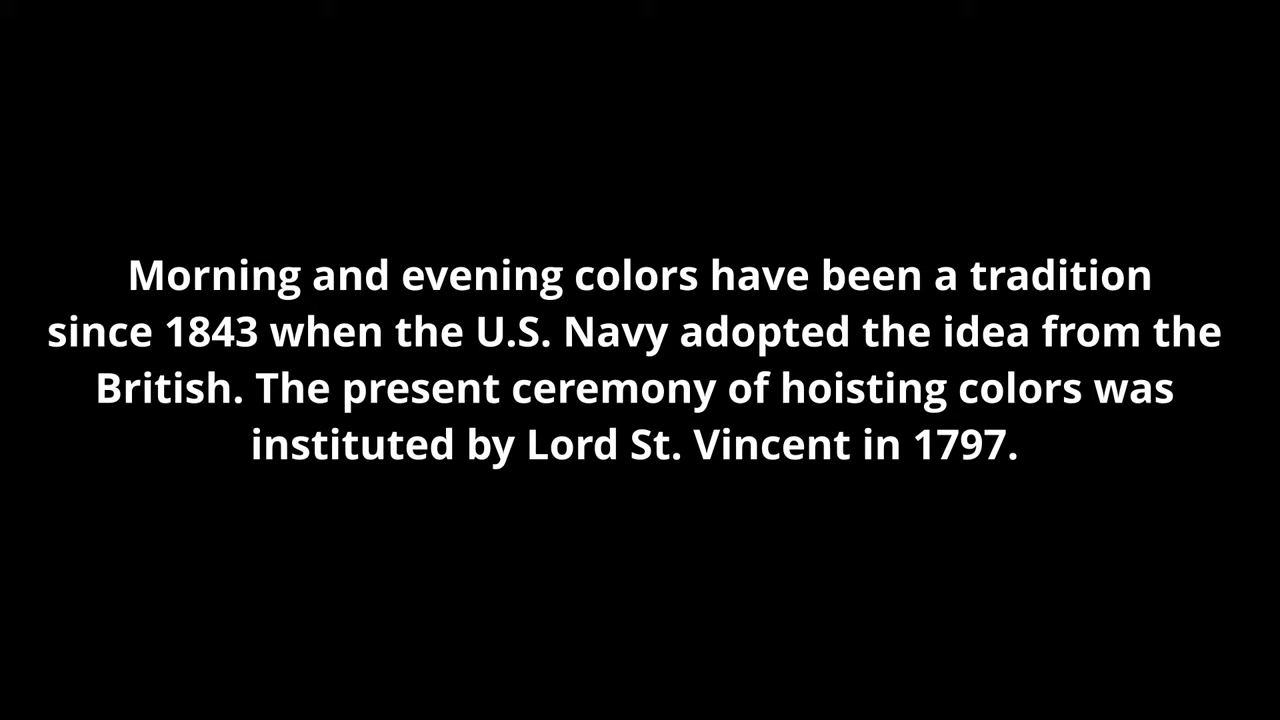 Morning and evening colors have been a tradition
since 1843 when the U.S. Navy adopted the idea from the
British. The present ceremony of hoisting colors was
instituted by Lord St. Vincent in 1797.